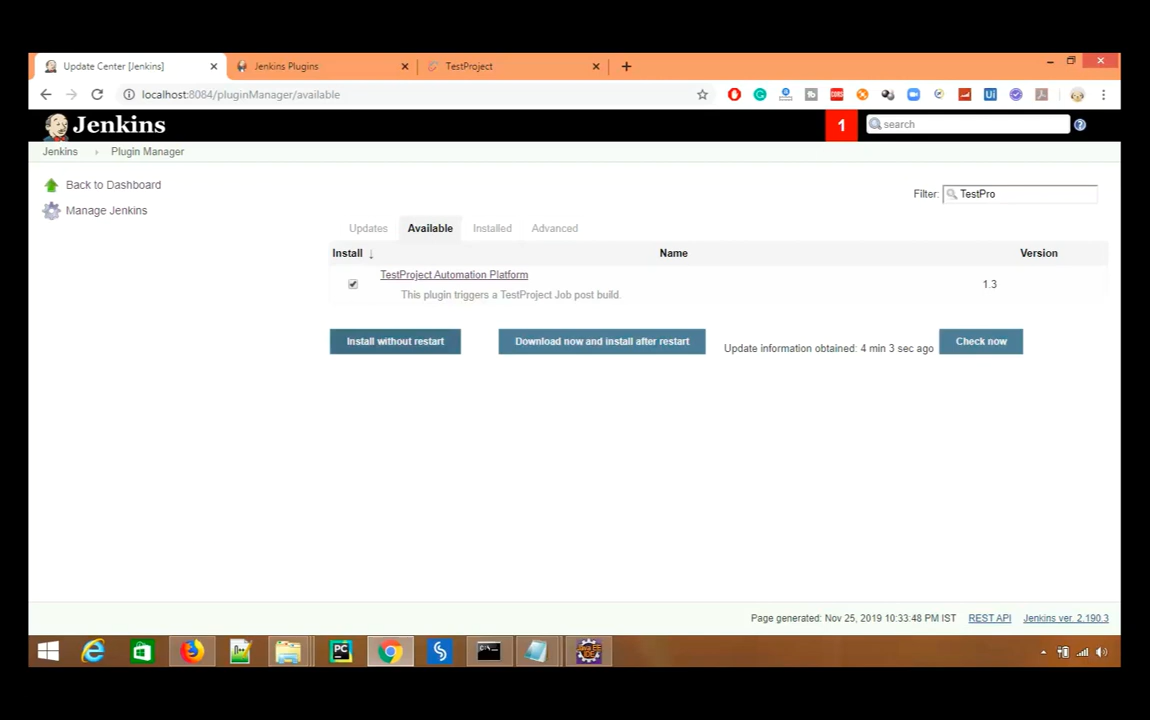 Update Center [Jenkins]
Jenkins Plugins
TestProject
localhost:8084/pluginManager/available
Jenkins
1
search
Jenkins
Plugin Manager
Back to Dashboard
Manage Jenkins
Filter:
TestPro
Updates
Available
Installed
Advanced
Install ↓
Name
Version
TestProject Automation Platform
This plugin triggers a TestProject Job post build.
1.3
Install without restart
Download now and install after restart
Update information obtained: 4 min 3 sec ago
Check now
Page generated: Nov 25, 2019 10:33:48 PM IST
REST API
Jenkins ver. 2.190.3